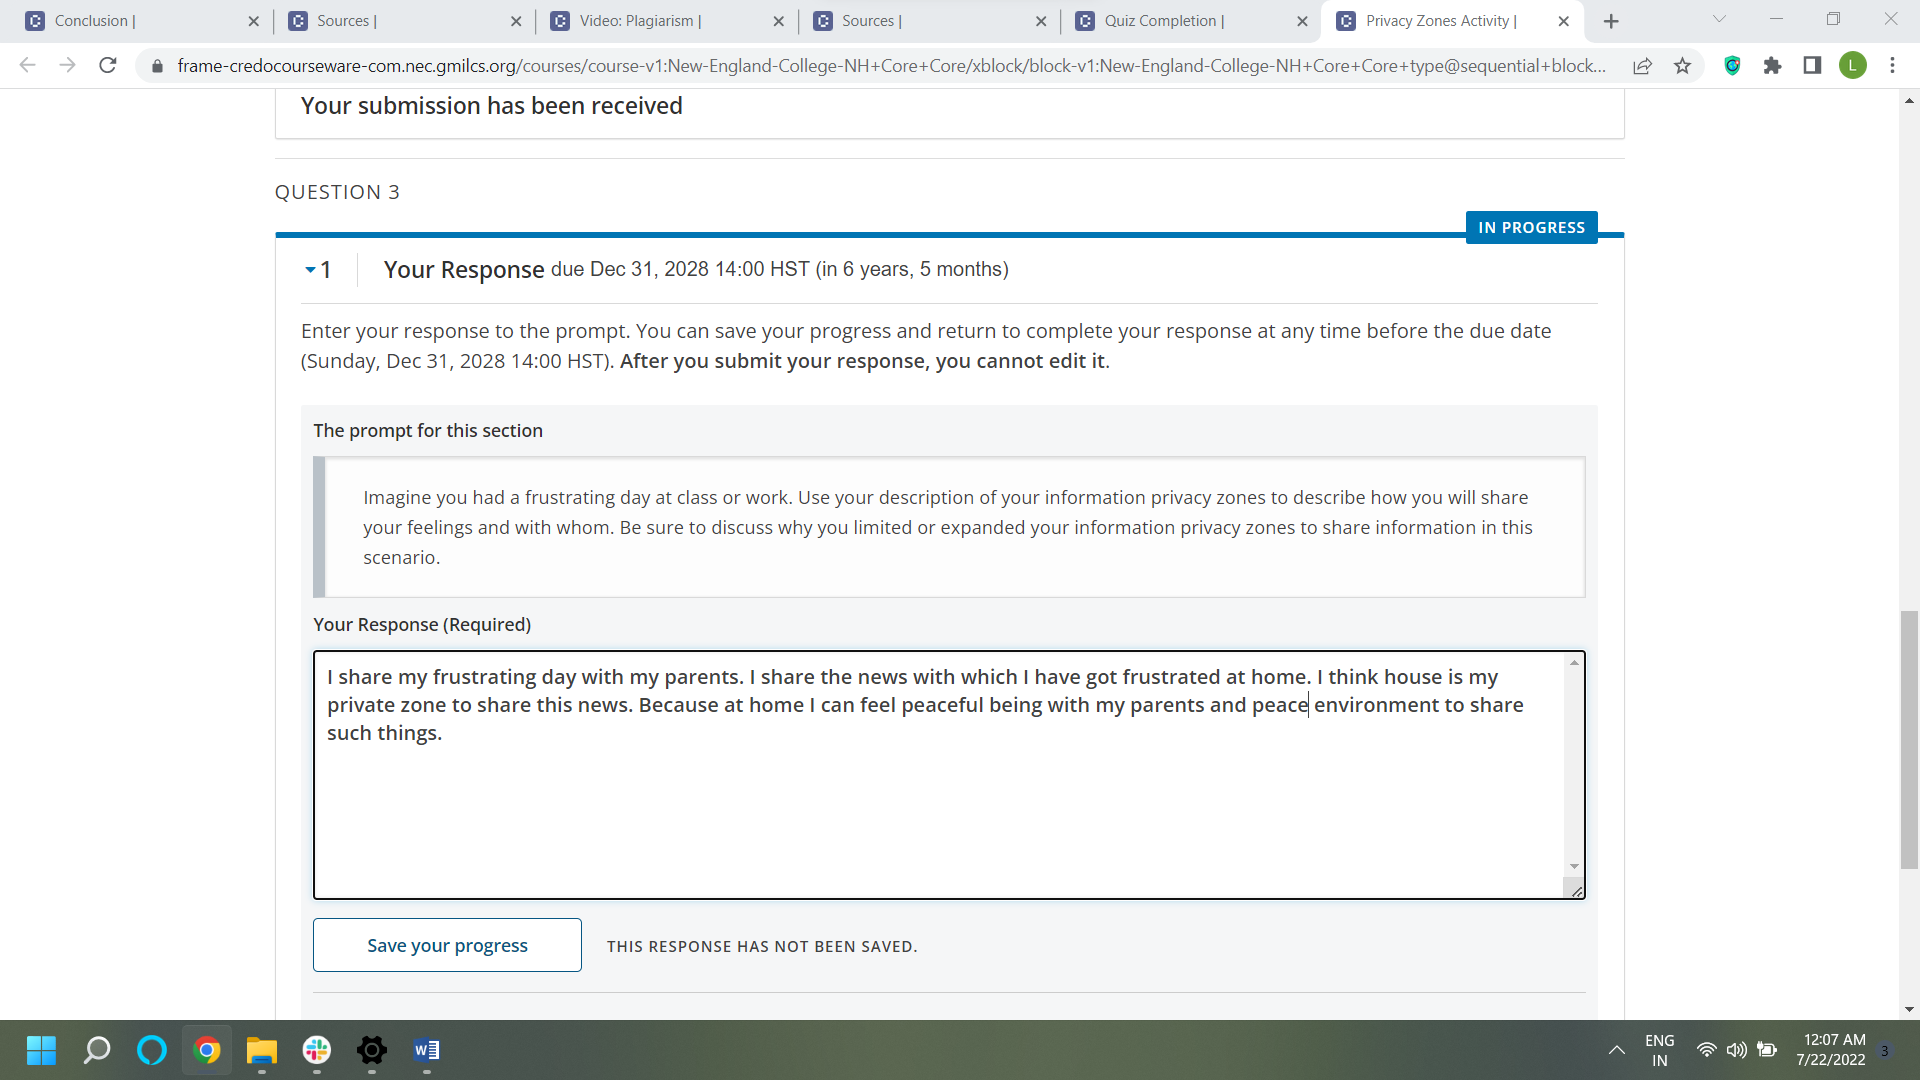 Conclusion |
Sources |
Video: Plagiarism |
Sources |
Quiz Completion |
Privacy Zones Activity |
frame-credocourseware-com.nec.gmilcs.org/courses/course-v1:New-England-College-NH+Core+Core/xblock/block-v1:New-England-College-NH+Core+Core+type@sequential+block...
L
Your submission has been received
QUESTION 3
IN PROGRESS
1
Your Response due Dec 31, 2028 14:00 HST (in 6 years, 5 months)
Enter your response to the prompt. You can save your progress and return to complete your response at any time before the due date
(Sunday, Dec 31, 2028 14:00 HST). After you submit your response, you cannot edit it.
The prompt for this section
Imagine you had a frustrating day at class or work. Use your description of your information privacy zones to describe how you will share
your feelings and with whom. Be sure to discuss why you limited or expanded your information privacy zones to share information in this
scenario.
Your Response (Required)
I share my frustrating day with my parents. I share the news with which I have got frustrated at home. I think house is my
private zone to share this news. Because at home I can feel peaceful being with my parents and peace environment to share
such things.
Save your progress
THIS RESPONSE HAS NOT BEEN SAVED.
W
ENG
IN
12:07 AM
7/22/2022
3